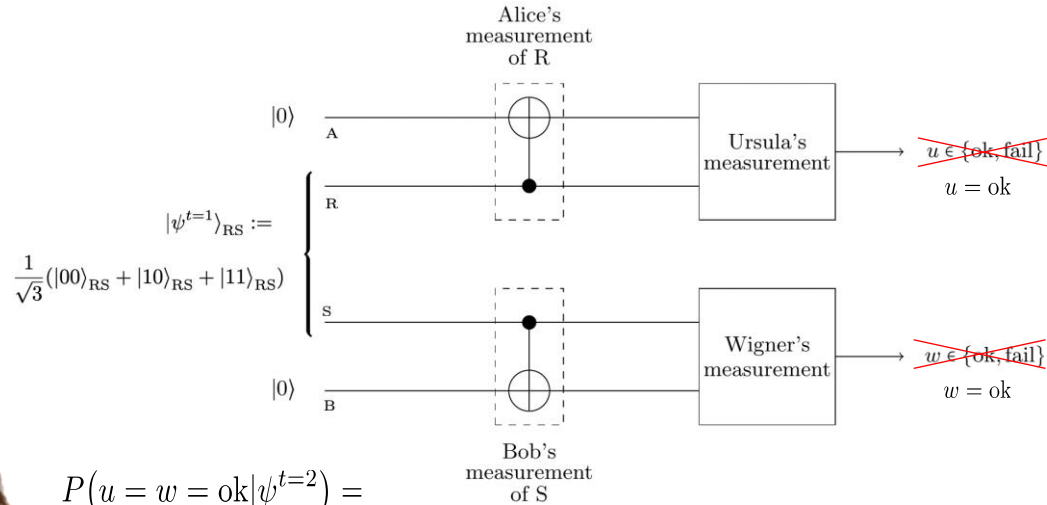 Alice's
measurement
of R
|0⟩
A
Ursula's
measurement
u ∈ {ok, fail}
u = ok
R
|ψ^{t=1}⟩_{RS} :=
1/√3 (|00⟩_{RS} + |10⟩_{RS} + |11⟩_{RS})
S
Wigner's
measurement
w ∈ {ok, fail}
w = ok
|0⟩
B
Bob's
measurement
of S
P(u = w = ok|ψ^{t=2}) =